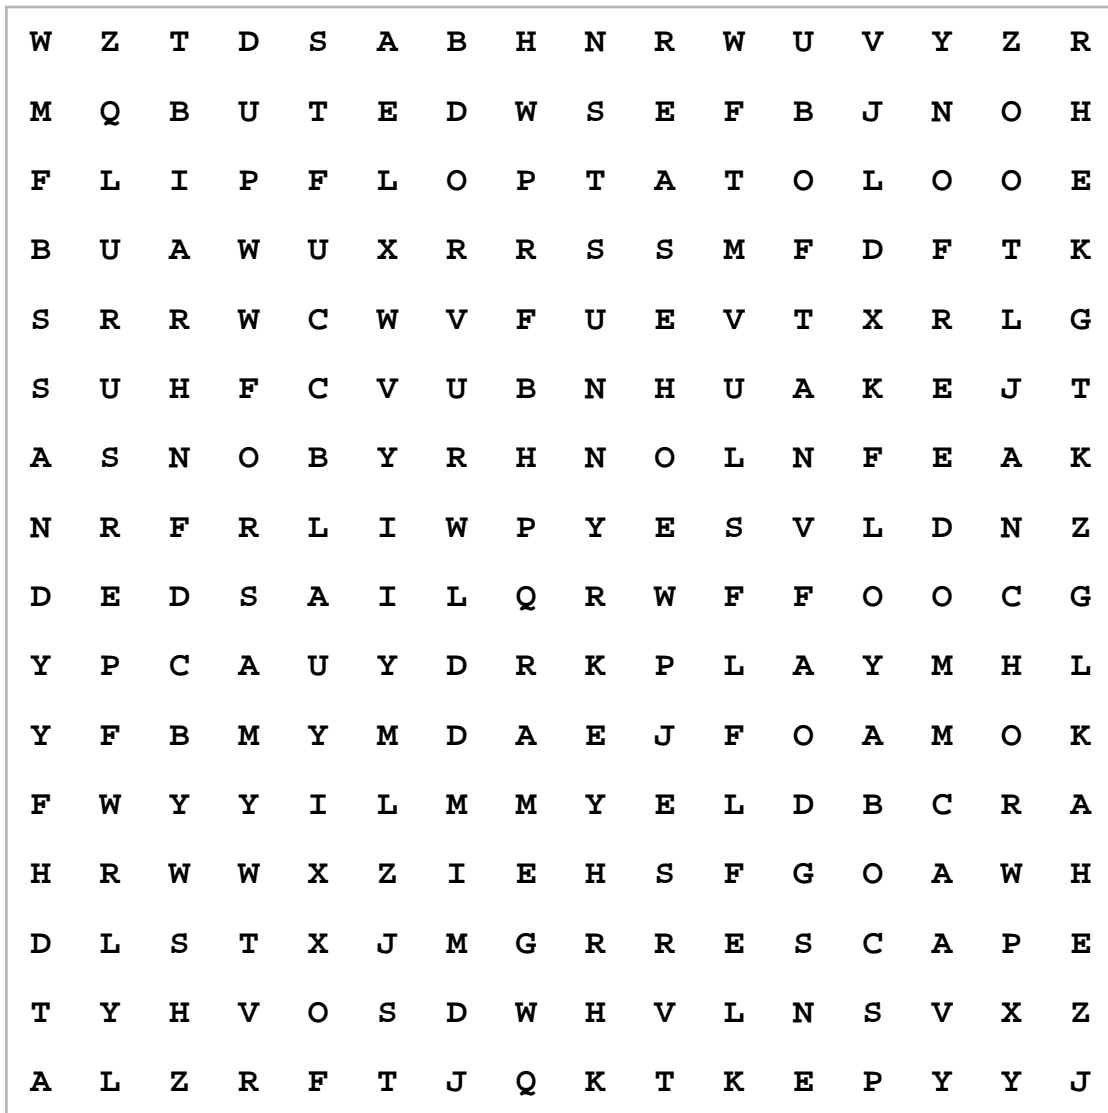 W Z T D S A B H N R W U V Y Z R
M Q B U T E D W S E F B J N O H
F L I P F L O P T A T O L O O E
B U A W U X R R S S M F D F T K
S R R W C W V F U E V T X R L G
S U H F C V U B N H U A K E J T
A S N O B Y R H N O L N F E A K
N R F R L I W P Y E S V L D N Z
D E D S A I L Q R W F F O O C G
Y P C A U Y D R K P L A Y M H L
Y F B M Y M D A E J F O A M O K
F W Y Y I L M M Y E L D B C R A
H R W W X Z I E H S F G O A W H
D L S T X J M G R R E S C A P E
T Y H V O S D W H V L N S V X Z
A L Z R F T J Q K T K E P Y Y J